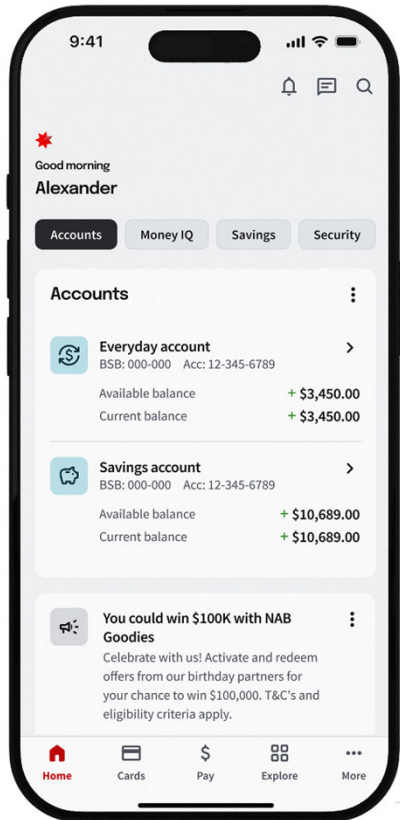 9:41
Good morning
Alexander
Accounts Money IQ Savings Security
Accounts
Everyday account
BSB: 000-000 Acc: 12-345-6789
Available balance + $3,450.00
Current balance + $3,450.00
Savings account
BSB: 000-000 Acc: 12-345-6789
Available balance + $10,689.00
Current balance + $10,689.00
You could win $100K with NAB
Goodies
Celebrate with us! Activate and redeem
offers from our birthday partners for
your chance to win $100,000. T&C's and
eligibility criteria apply.
Home Cards Pay Explore More